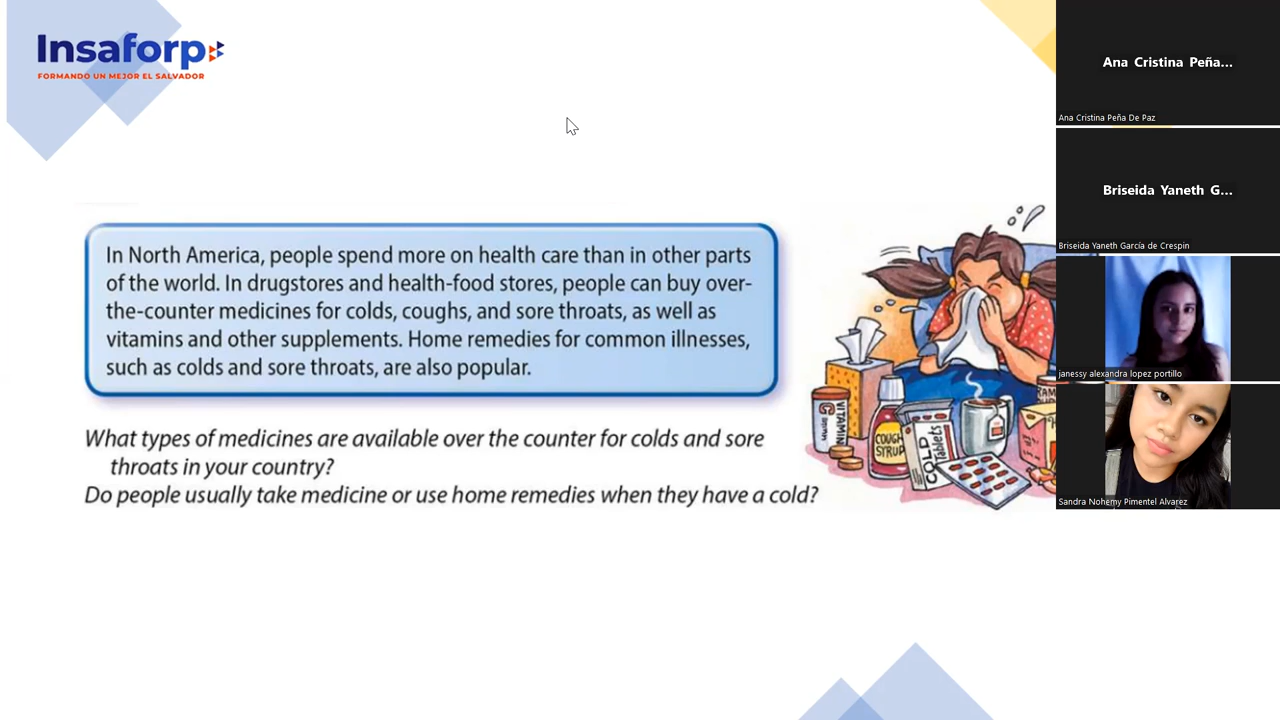 Insaforp
FORMANDO UN MEJOR EL SALVADOR
In North America, people spend more on health care than in other parts
of the world. In drugstores and health-food stores, people can buy over-
the-counter medicines for colds, coughs, and sore throats, as well as
vitamins and other supplements. Home remedies for common illnesses,
such as colds and sore throats, are also popular.
What types of medicines are available over the counter for colds and sore
throats in your country?
Do people usually take medicine or use home remedies when they have a cold?
VITAMIN
COUGH
SYRUP
COLD
Tablets
Ana Cristina Peña...
Ana Cristina Peña De Paz
Briseida Yaneth G...
Briseida Yaneth García de Crespin
janessy alexandra lopez portillo
Sandra Nohemy Pimentel Alvarez